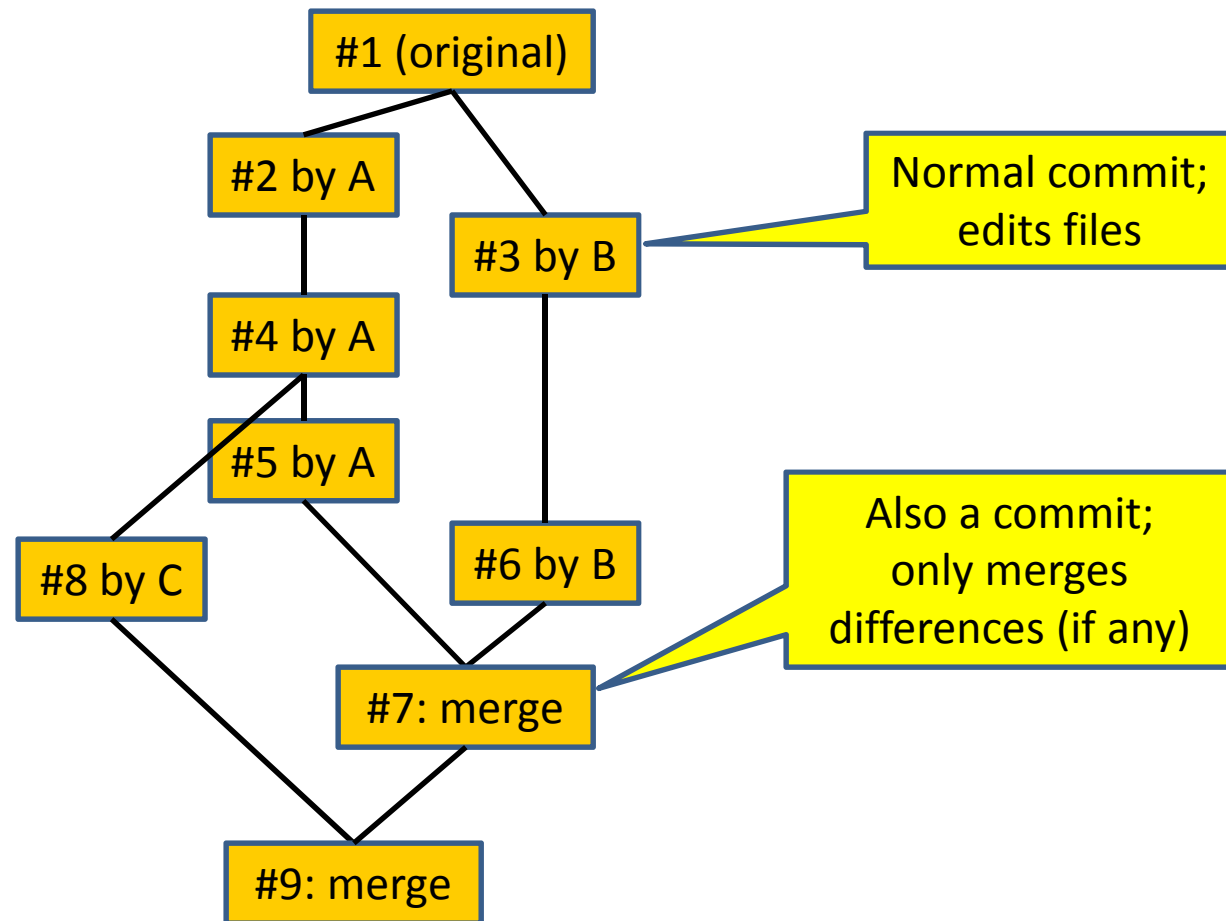 #1 (original)
#2 by A
Normal commit;
edits files
#3 by B
#4 by A
#5 by A
Also a commit;
only merges
differences (if any)
#8 by C
#6 by B
#7: merge
#9: merge